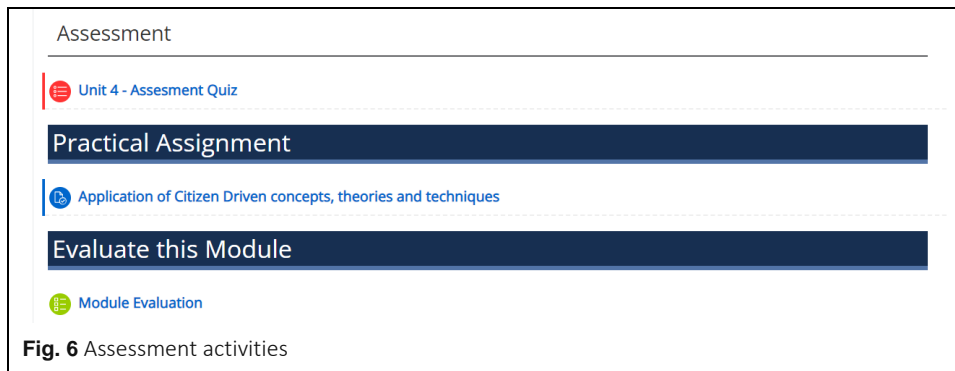 Assessment
Unit 4 - Assesment Quiz
Practical Assignment
Application of Citizen Driven concepts, theories and techniques
Evaluate this Module
Module Evaluation
Fig. 6 Assessment activities